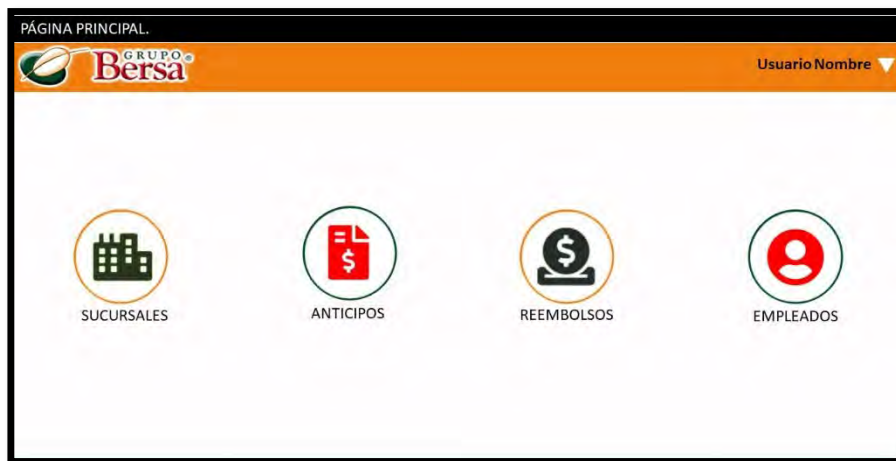 PÁGINA PRINCIPAL.
GRUPO
Bersa®
Usuario Nombre
$
$
SUCURSALES
ANTICIPOS
REEMBOLSOS
EMPLEADOS